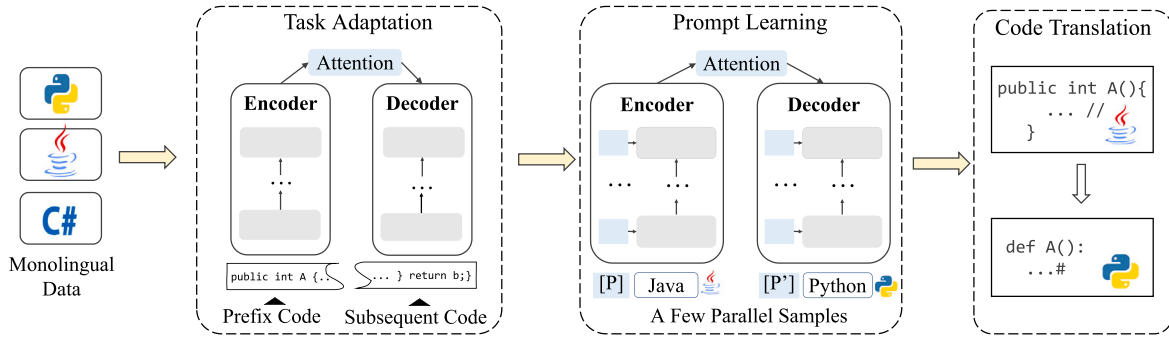 C#
Monolingual
Data
Task Adaptation
Attention
Encoder
Decoder
...
...
public int A {..
... } return b;}
Prefix Code
Subsequent Code
Prompt Learning
Attention
Encoder
Decoder
... ...
... ...
[P] Java
[P'] Python
A Few Parallel Samples
Code Translation
public int A(){
... //
}
def A():
...#